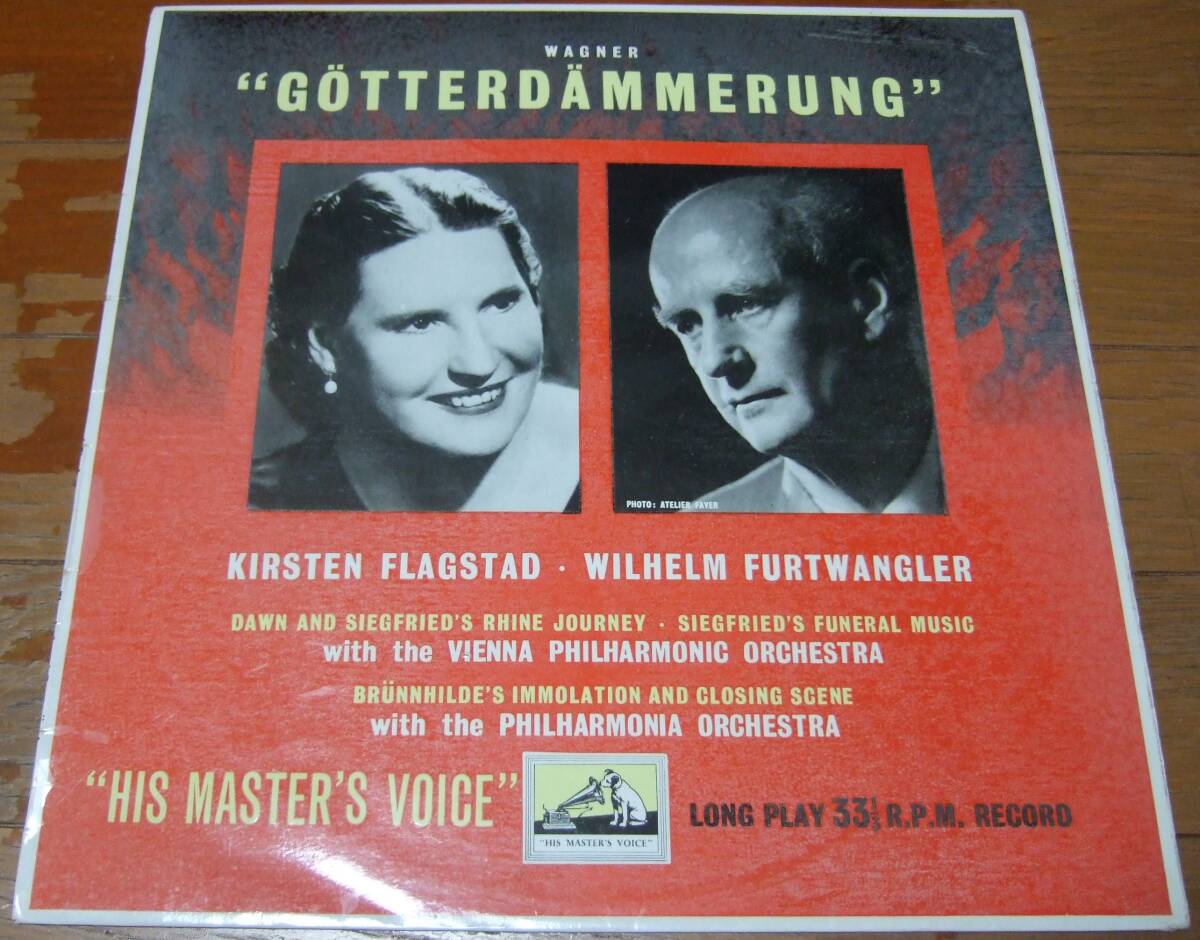 WAGNER
“GÖTTERDÄMMERUNG”
PHOTO: ATELIER FAYER
KIRSTEN FLAGSTAD · WILHELM FURTWANGLER
DAWN AND SIEGFRIED'S RHINE JOURNEY · SIEGFRIED'S FUNERAL MUSIC
with the VIENNA PHILHARMONIC ORCHESTRA
BRÜNNHILDE'S IMMOLATION AND CLOSING SCENE
with the PHILHARMONIA ORCHESTRA
“HIS MASTER'S VOICE”
“HIS MASTER'S VOICE”
LONG PLAY 33⅓ R.P.M. RECORD